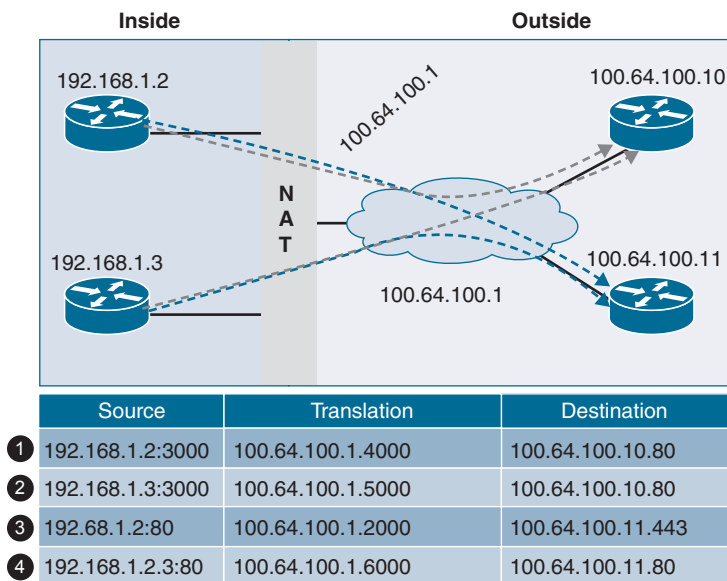 Inside Outside
192.168.1.2
100.64.100.1
100.64.100.10
N
A
T
192.168.1.3
100.64.100.11
100.64.100.1
Source Translation Destination
1 192.168.1.2:3000 100.64.100.1.4000 100.64.100.10.80
2 192.168.1.3:3000 100.64.100.1.5000 100.64.100.10.80
3 192.68.1.2:80 100.64.100.1.2000 100.64.100.11.443
4 192.168.1.2.3:80 100.64.100.1.6000 100.64.100.11.80